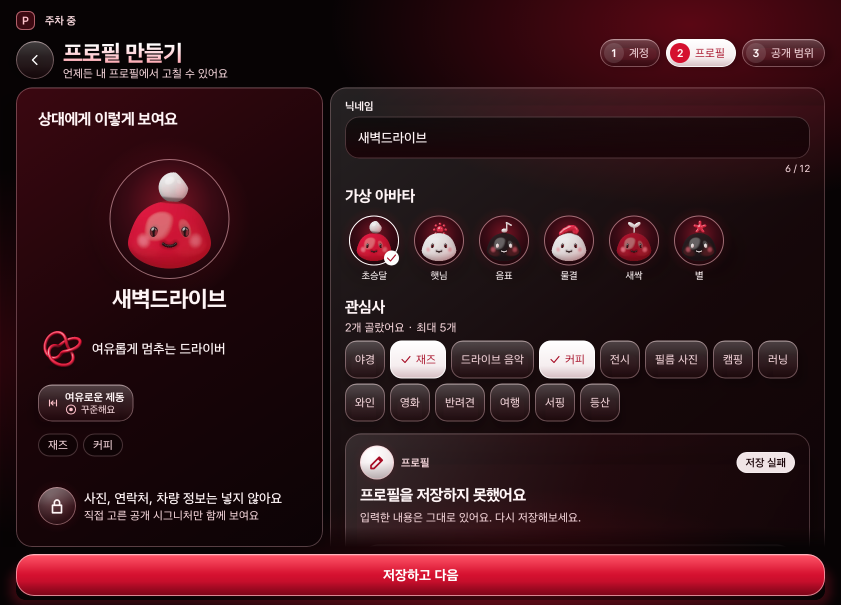 P 주차 중
프로필 만들기
언제든 내 프로필에서 고칠 수 있어요
1 계정 2 프로필 3 공개 범위
상대에게 이렇게 보여요
새벽드라이브
여유롭게 멈추는 드라이버
여유로운 제동
꾸준해요
재즈 커피
사진, 연락처, 차량 정보는 넣지 않아요
직접 고른 공개 시그니처만 함께 보여요
닉네임
새벽드라이브
6 / 12
가상 아바타
초승달 햇님 음표 물결 새싹 별
관심사
2개 골랐어요 · 최대 5개
야경 재즈 드라이브 음악 커피 전시 필름 사진 캠핑 러닝
와인 영화 반려견 여행 서핑 등산
프로필 저장 실패
프로필을 저장하지 못했어요
입력한 내용은 그대로 있어요. 다시 저장해보세요.
저장하고 다음